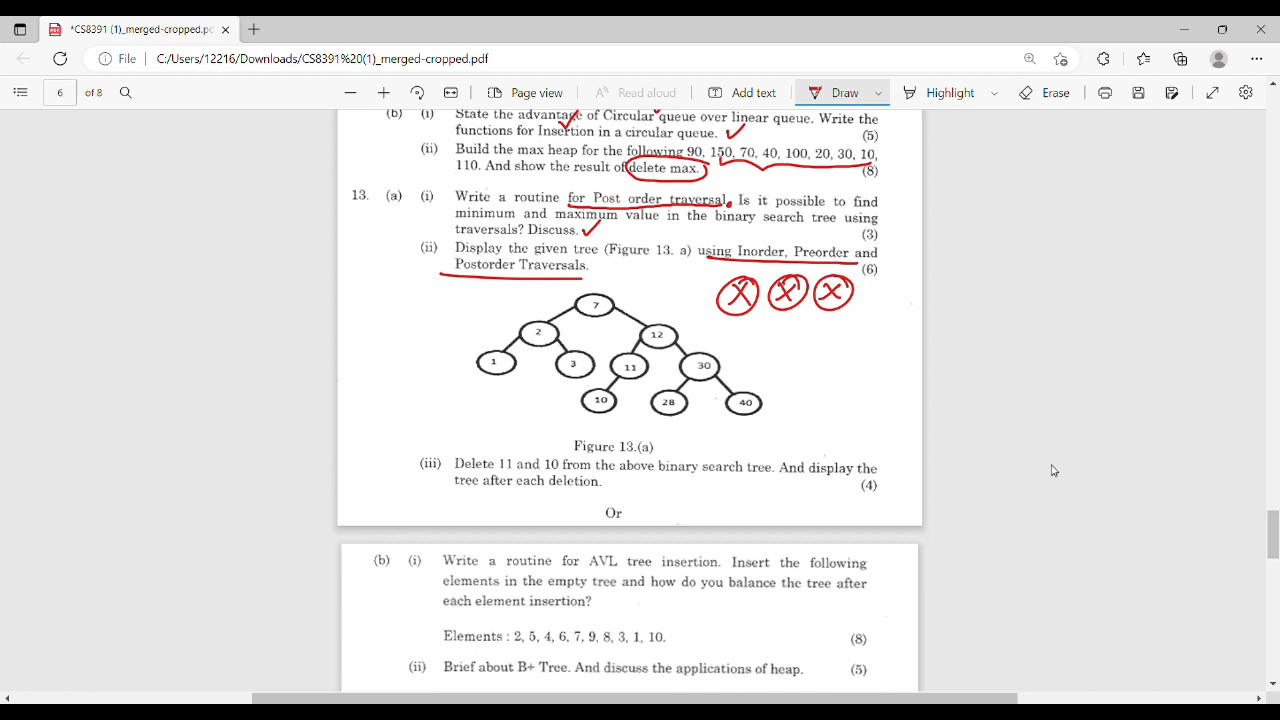 *CS8391 (1)_merged-cropped.pd
File
C:/Users/12216/Downloads/CS8391%20(1)_merged-cropped.pdf
6 of 8
Page view
Read aloud
Add text
Draw
Highlight
Erase
(b) (i) State the advantage of Circular queue over linear queue. Write the
functions for Insertion in a circular queue. (5)
(ii) Build the max heap for the following 90, 150, 70, 40, 100, 20, 30, 10,
110. And show the result of delete max. (8)
13. (a) (i) Write a routine for Post order traversal. Is it possible to find
minimum and maximum value in the binary search tree using
traversals? Discuss. (3)
(ii) Display the given tree (Figure 13. a) using Inorder, Preorder and
Postorder Traversals. (6)
X X X
7
2 12
1 3 11 30
10 28 40
Figure 13.(a)
(iii) Delete 11 and 10 from the above binary search tree. And display the
tree after each deletion. (4)
Or
(b) (i) Write a routine for AVL tree insertion. Insert the following
elements in the empty tree and how do you balance the tree after
each element insertion?
Elements : 2, 5, 4, 6, 7, 9, 8, 3, 1, 10. (8)
(ii) Brief about B+ Tree. And discuss the applications of heap. (5)